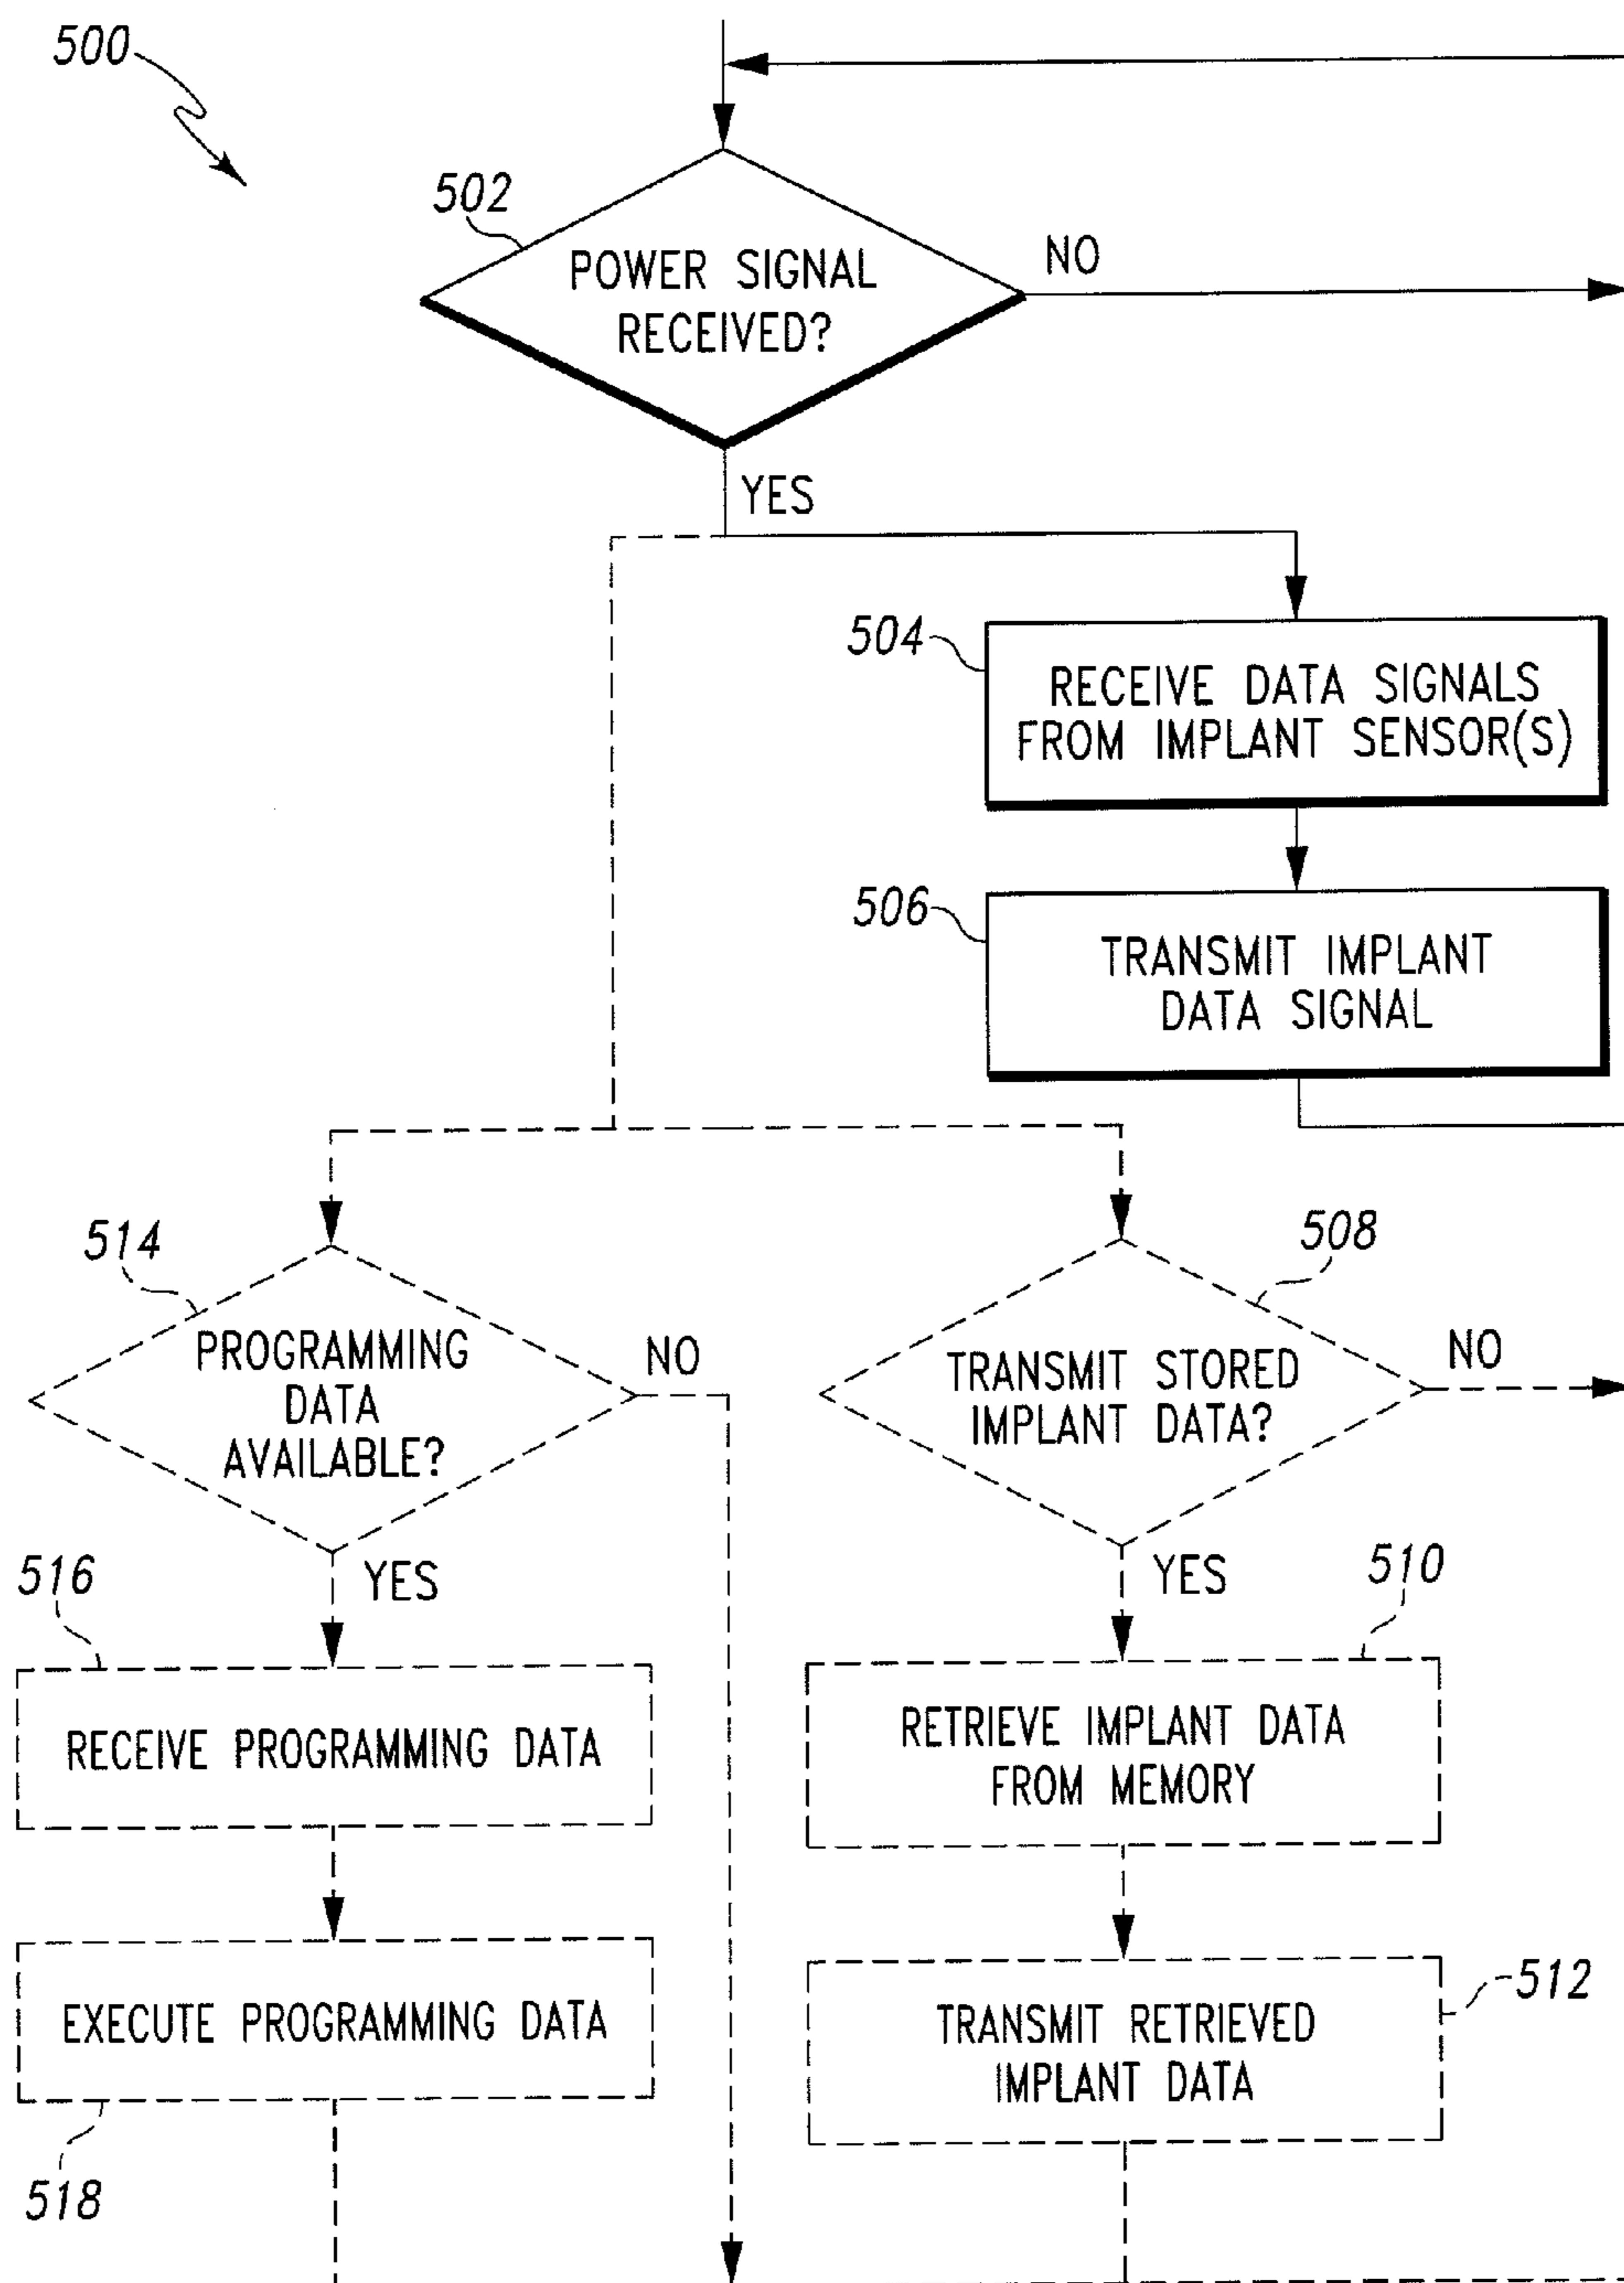 500
502
POWER SIGNAL
RECEIVED?
NO
YES
504
RECEIVE DATA SIGNALS
FROM IMPLANT SENSOR(S)
506
TRANSMIT IMPLANT
DATA SIGNAL
514
PROGRAMMING
DATA
AVAILABLE?
NO
YES
508
TRANSMIT STORED
IMPLANT DATA?
NO
YES
516
RECEIVE PROGRAMMING DATA
510
RETRIEVE IMPLANT DATA
FROM MEMORY
EXECUTE PROGRAMMING DATA
518
512
TRANSMIT RETRIEVED
IMPLANT DATA